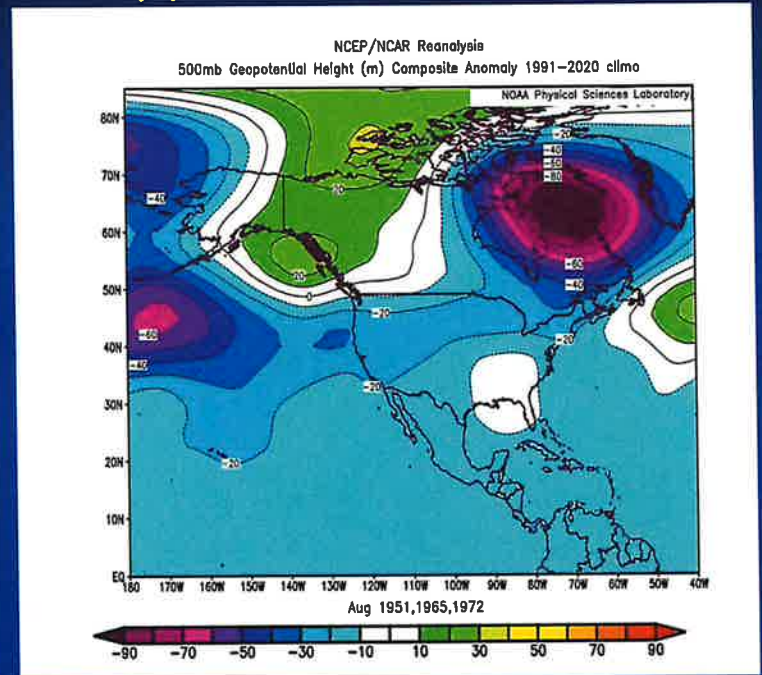 NCEP/NCAR Reanalysis
500mb Geopotential Height (m) Composite Anomaly 1991-2020 climo
NOAA Physical Sciences Laboratory
80N
70N
60N
50N
40N
30N
20N
10N
EQ
-20
-40
-60
-80
-40
20
-60
-40
20
0
-20
-60
-20
-40
-20
-20
180 170W 160W 150W 140W 130W 120W 110W 100W 90W 80W 70W 60W 50W 40W
Aug 1951,1965,1972
-90 -70 -50 -30 -10 10 30 50 70 90